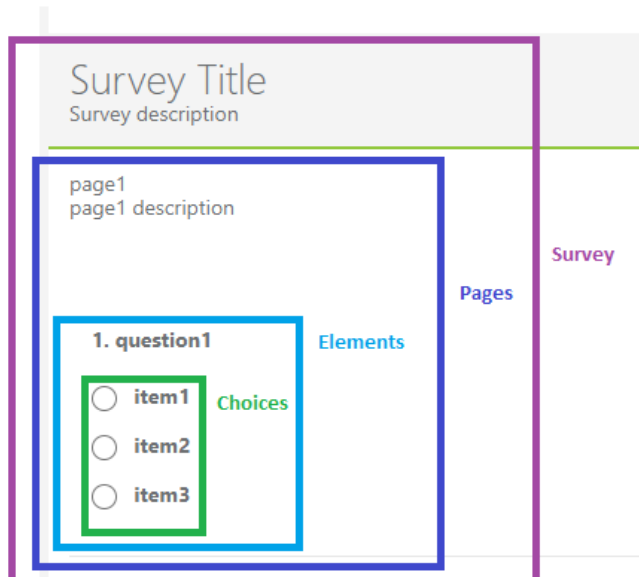 Survey Title
Survey description
page1
page1 description
Survey
Pages
1. question1
Elements
item1
Choices
item2
item3